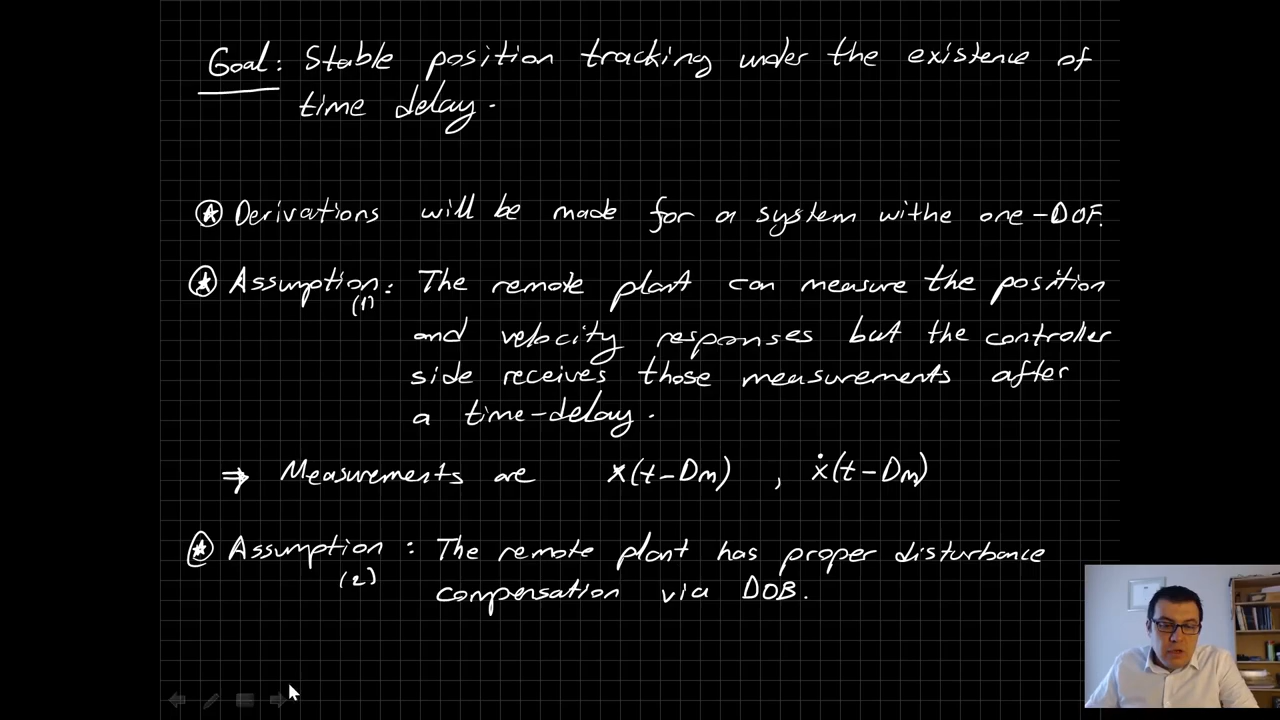 Goal: Stable position tracking under the existence of
time delay.
Derivations will be made for a system withe one-DOF.
Assumption: The remote plant can measure the position
(1)
and velocity responses but the controller
side receives those measurements after
a time-delay.
⇒ Measurements are x(t-Dm) , ẋ(t-Dm)
Assumption : The remote plant has proper disturbance
(2)
compensation via DOB.